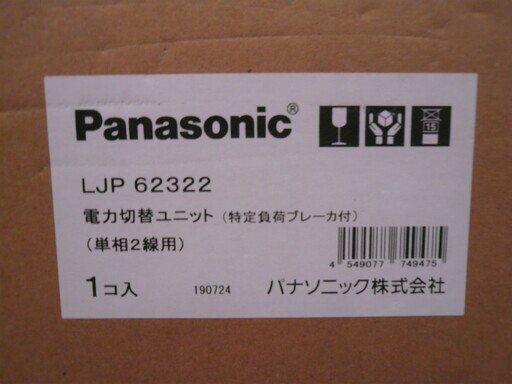 Panasonic®
15
LJP 62322
電力切替ユニット(特定負荷ブレーカ付)
(単相2線用)
4 549077 749475
1コ入 190724 パナソニック株式会社